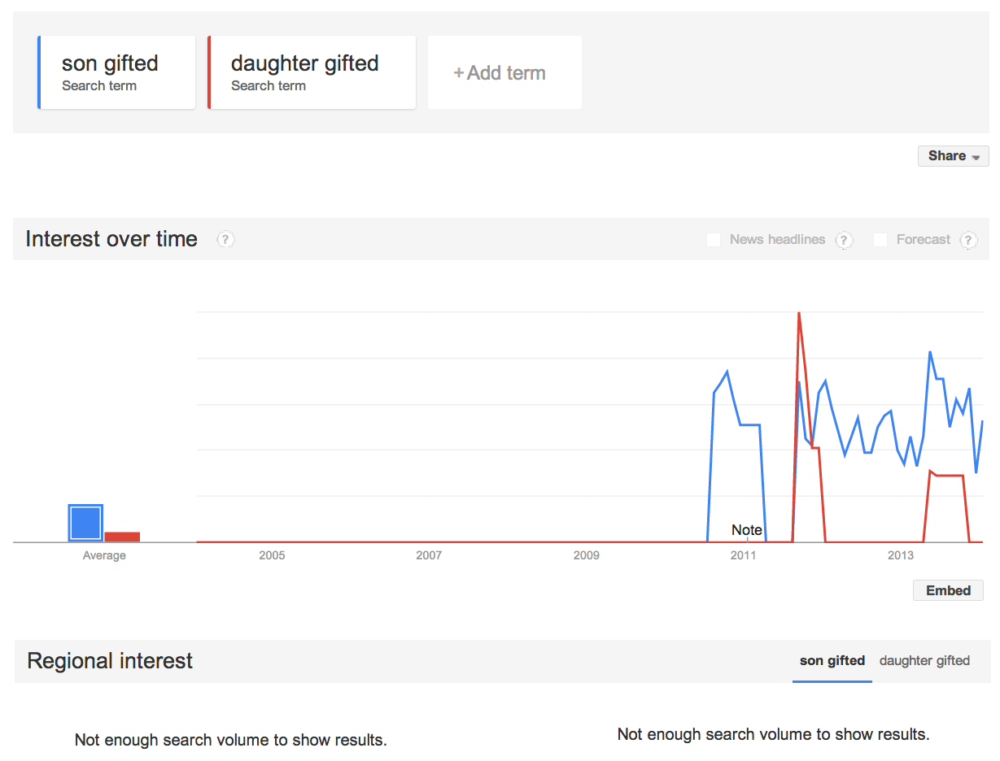 son gifted
Search term
daughter gifted
Search term
+Add term
Share
Interest over time ?
News headlines ? Forecast ?
Note
Average 2005 2007 2009 2011 2013
Embed
Regional interest
son gifted daughter gifted
Not enough search volume to show results.
Not enough search volume to show results.